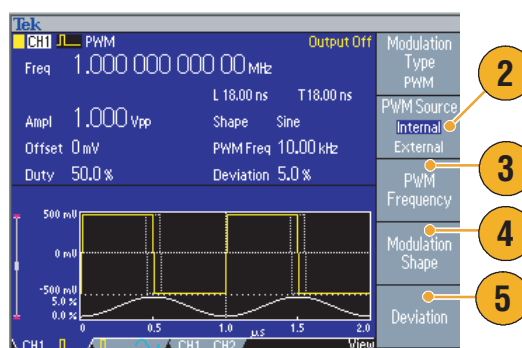 Tek
CH1 PWM Output Off
Freq 1.000 000 000 00 MHz
L 18.00 ns T18.00 ns
Ampl 1.000 Vpp Shape Sine
Offset 0 mV PWM Freq 10.00 kHz
Duty 50.0 % Deviation 5.0 %
500 mU
0 mU
-500 mU
5.0 %
0.0 %
0 0.5 1.0 µs 1.5 2.0
CH1 CH1 CH2 View
Modulation
Type
PWM
PWM Source
Internal
External
PWM
Frequency
Modulation
Shape
Deviation
2
3
4
5